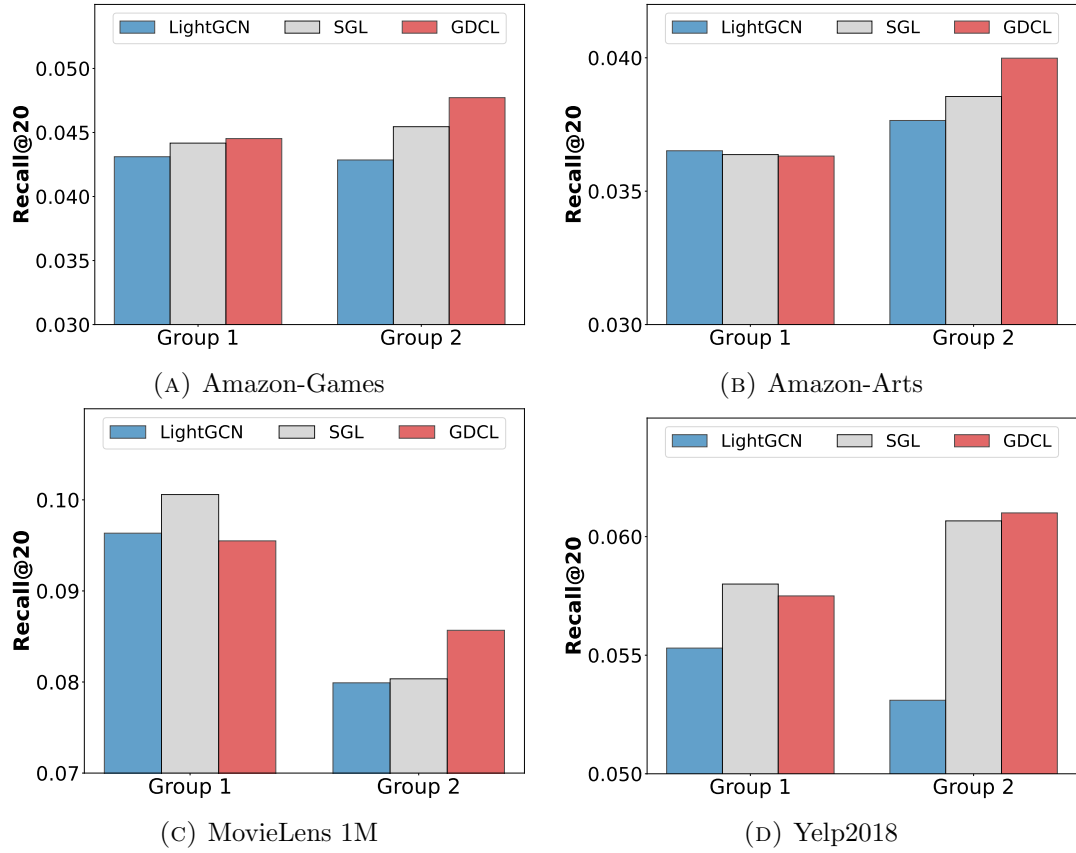 LightGCN SGL GDCL
0.050
0.045
0.040
0.035
0.030
Recall@20
Group 1 Group 2
(A) Amazon-Games
LightGCN SGL GDCL
0.040
0.035
0.030
Recall@20
Group 1 Group 2
(B) Amazon-Arts
LightGCN SGL GDCL
0.10
0.09
0.08
0.07
Recall@20
Group 1 Group 2
(C) MovieLens 1M
LightGCN SGL GDCL
0.060
0.055
0.050
Recall@20
Group 1 Group 2
(D) Yelp2018